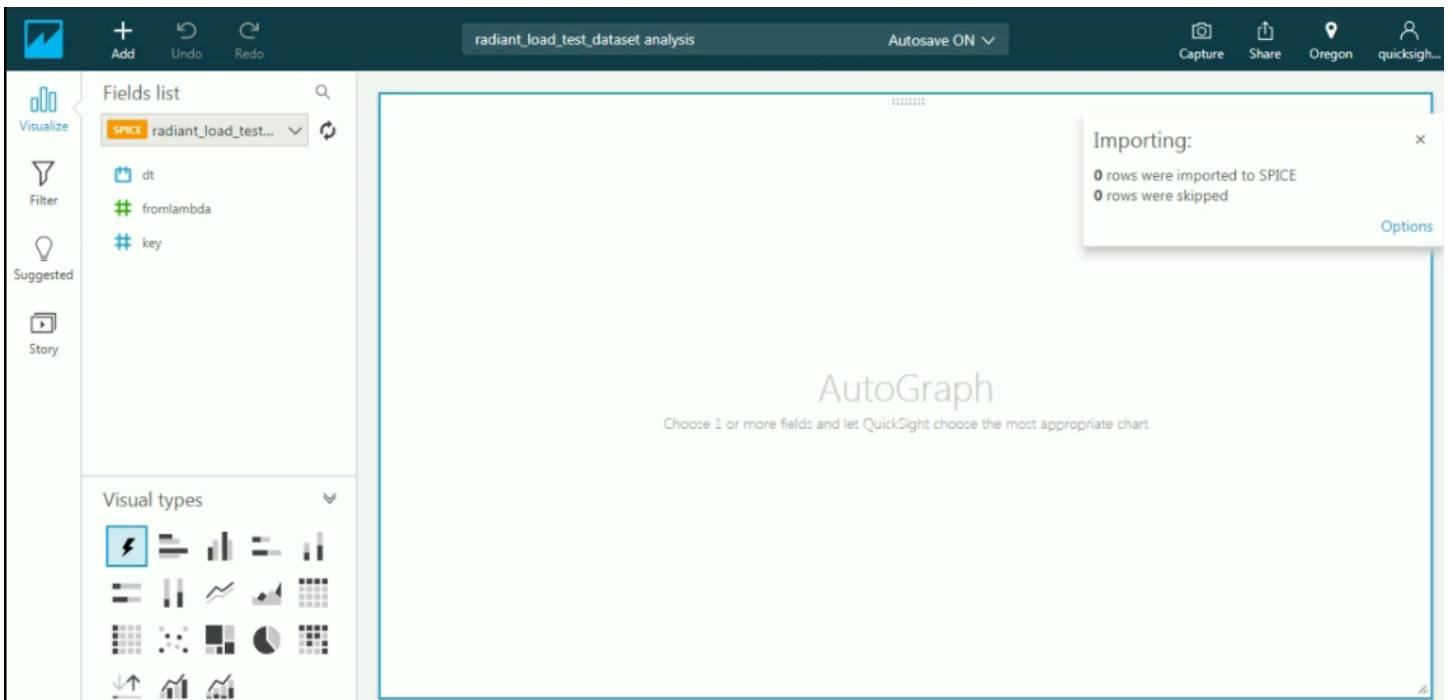 Add
Undo
Redo
radiant_load_test_dataset analysis
Autosave ON
Capture
Share
Oregon
quicksigh...
Visualize
Filter
Suggested
Story
Fields list
SPICE radiant_load_test...
dt
fromlambda
key
Visual types
Importing:
0 rows were imported to SPICE
0 rows were skipped
Options
AutoGraph
Choose 1 or more fields and let QuickSight choose the most appropriate chart